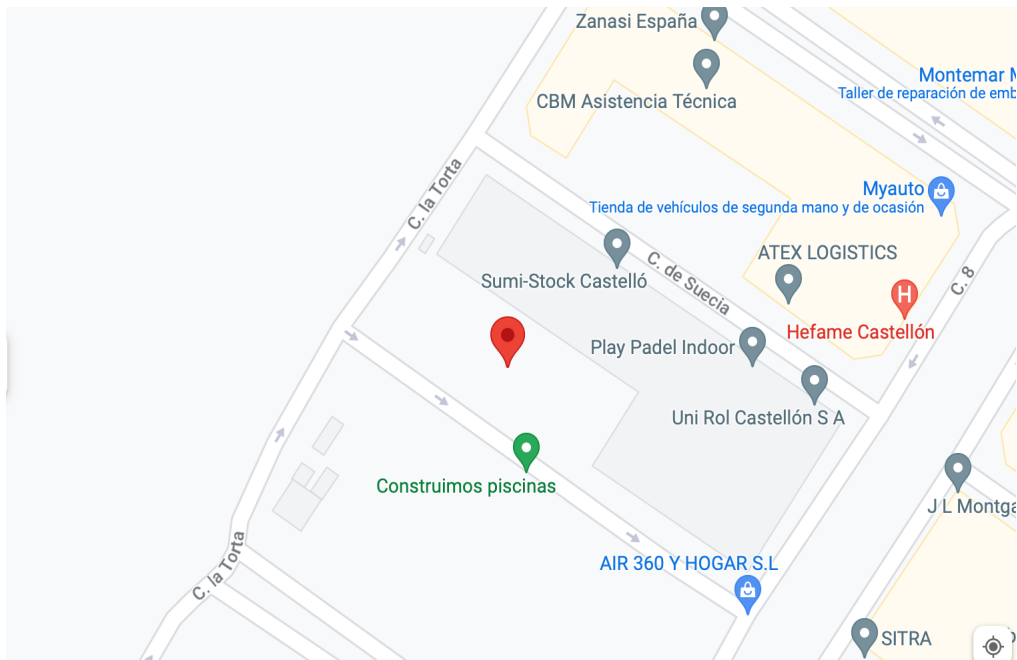 Zanasi España
Montemar M
Taller de reparación de emb
CBM Asistencia Técnica
C. la Torta
Myauto
Tienda de vehículos de segunda mano y de ocasión
ATEX LOGISTICS
Sumi-Stock Castelló
C. de Suecia
C. 8
H
Hefame Castellón
Play Padel Indoor
Uni Rol Castellón S A
Construimos piscinas
J L Montga
C. la Torta
AIR 360 Y HOGAR S.L
SITRA